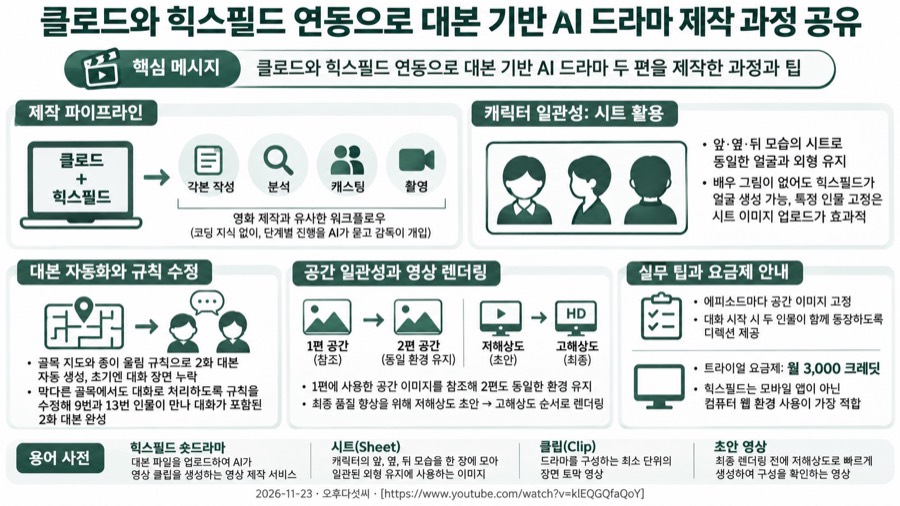 클로드와 힉스필드 연동으로 대본 기반 AI 드라마 제작 과정 공유
핵심 메시지
클로드와 힉스필드 연동으로 대본 기반 AI 드라마 두 편을 제작한 과정과 팁
제작 파이프라인
클로드
+
힉스필드
각본 작성
분석
캐스팅
촬영
영화 제작과 유사한 워크플로우
(코딩 지식 없이, 단계별 진행을 AI가 묻고 감독이 개입)
캐릭터 일관성: 시트 활용
• 앞·옆·뒤 모습의 시트로
동일한 얼굴과 외형 유지
• 배우 그림이 없어도 힉스필드가
얼굴 생성 가능, 특정 인물 고정은
시트 이미지 업로드가 효과적
대본 자동화와 규칙 수정
• 골목 지도와 종이 울림 규칙으로 2화 대본
자동 생성, 초기엔 대화 장면 누락
• 막다른 골목에서도 대화로 처리하도록 규칙을
수정해 9번과 13번 인물이 만나 대화가 포함된
2화 대본 완성
공간 일관성과 영상 렌더링
1편 공간
(참조)
2편 공간
(동일 환경 유지)
저해상도
(초안)
HD
고해상도
(최종)
• 1편에 사용한 공간 이미지를 참조해 2편도 동일한 환경 유지
• 최종 품질 향상을 위해 저해상도 초안 → 고해상도 순서로 렌더링
실무 팁과 요금제 안내
• 에피소드마다 공간 이미지 고정
• 대화 시작 시 두 인물이 함께 등장하도록
디렉션 제공
• 트라이얼 요금제: 월 3,000 크레딧
• 힉스필드는 모바일 앱이 아닌
컴퓨터 웹 환경 사용이 가장 적합
용어 사전
힉스필드 숏드라마
대본 파일을 업로드하여 AI가
영상 클립을 생성하는 영상 제작 서비스
시트(Sheet)
캐릭터의 앞, 옆, 뒤 모습을 한 장에 모아
일관된 외형 유지에 사용하는 이미지
클립(Clip)
드라마를 구성하는 최소 단위의
장면 토막 영상
초안 영상
최종 렌더링 전에 저해상도로 빠르게
생성하여 구성을 확인하는 영상
2026-11-23 · 오후다섯씨 · [https://www.youtube.com/watch?v=klEQGQfaQoY]